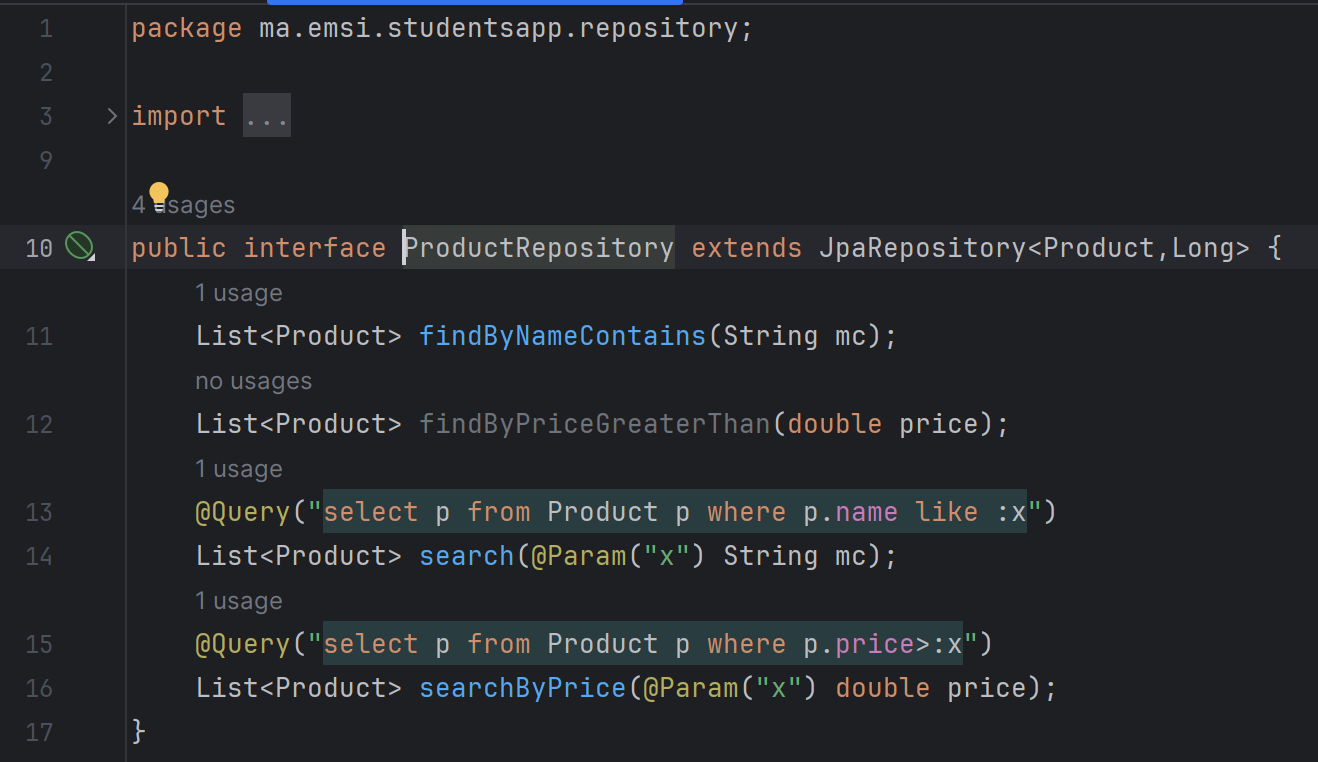 1 package ma.emsi.studentsapp.repository;
2
3 import ...
9
4 usages
10 public interface ProductRepository extends JpaRepository<Product,Long> {
1 usage
11 List<Product> findByNameContains(String mc);
no usages
12 List<Product> findByPriceGreaterThan(double price);
1 usage
13 @Query("select p from Product p where p.name like :x")
14 List<Product> search(@Param("x") String mc);
1 usage
15 @Query("select p from Product p where p.price>:x")
16 List<Product> searchByPrice(@Param("x") double price);
17 }